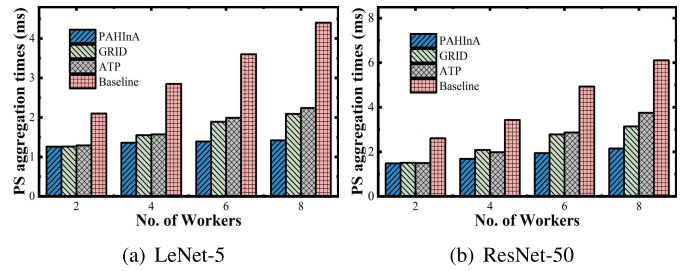 PS aggregation times (ms)
4
3
2
1
0
PAHInA
GRID
ATP
Baseline
2 4 6 8
No. of Workers
(a) LeNet-5
PS aggregation times (ms)
8
6
4
2
0
PAHInA
GRID
ATP
Baseline
2 4 6 8
No. of Workers
(b) ResNet-50